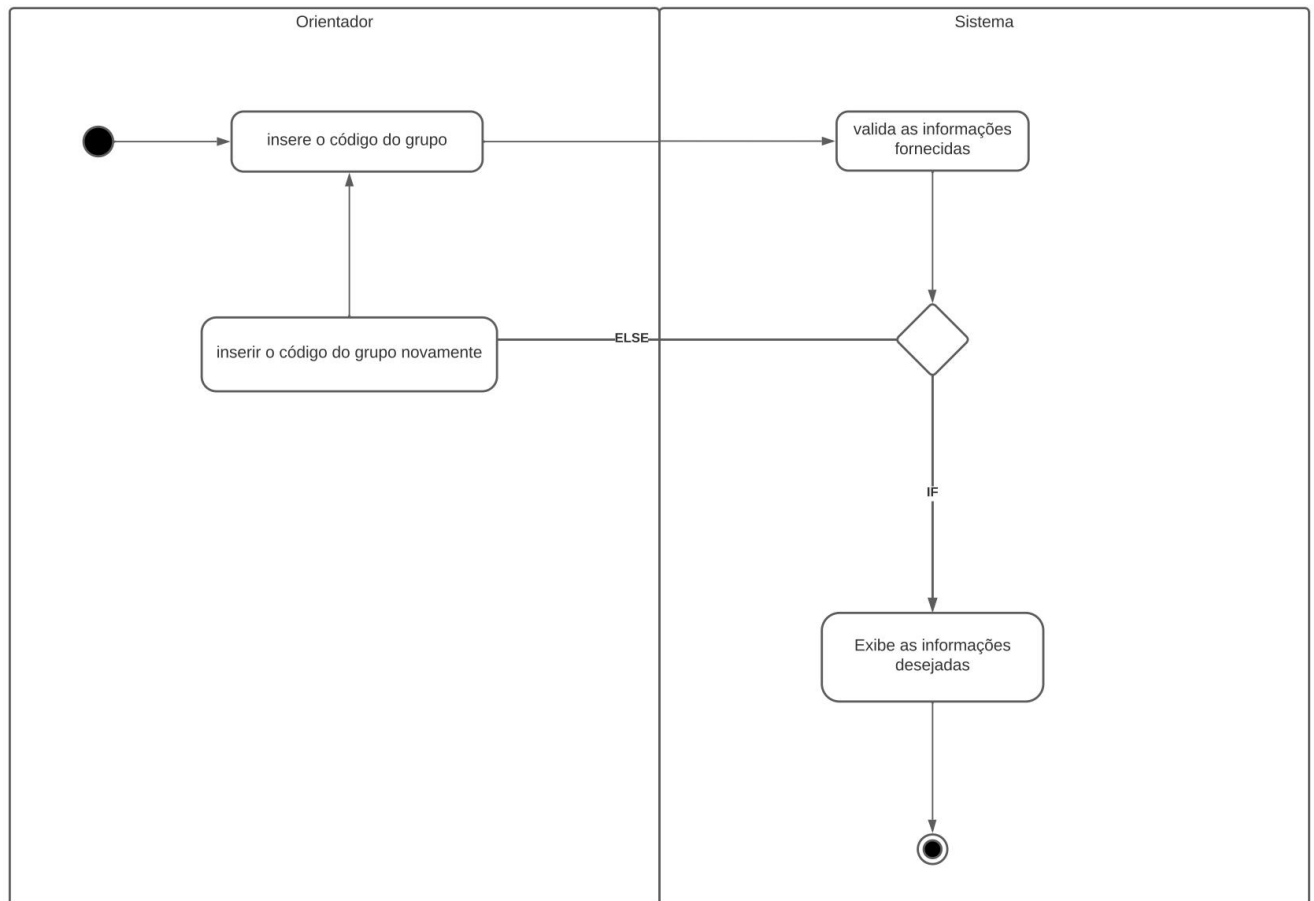 Orientador
Sistema
insere o código do grupo
valida as informações
fornecidas
inserir o código do grupo novamente
ELSE
IF
Exibe as informações
desejadas